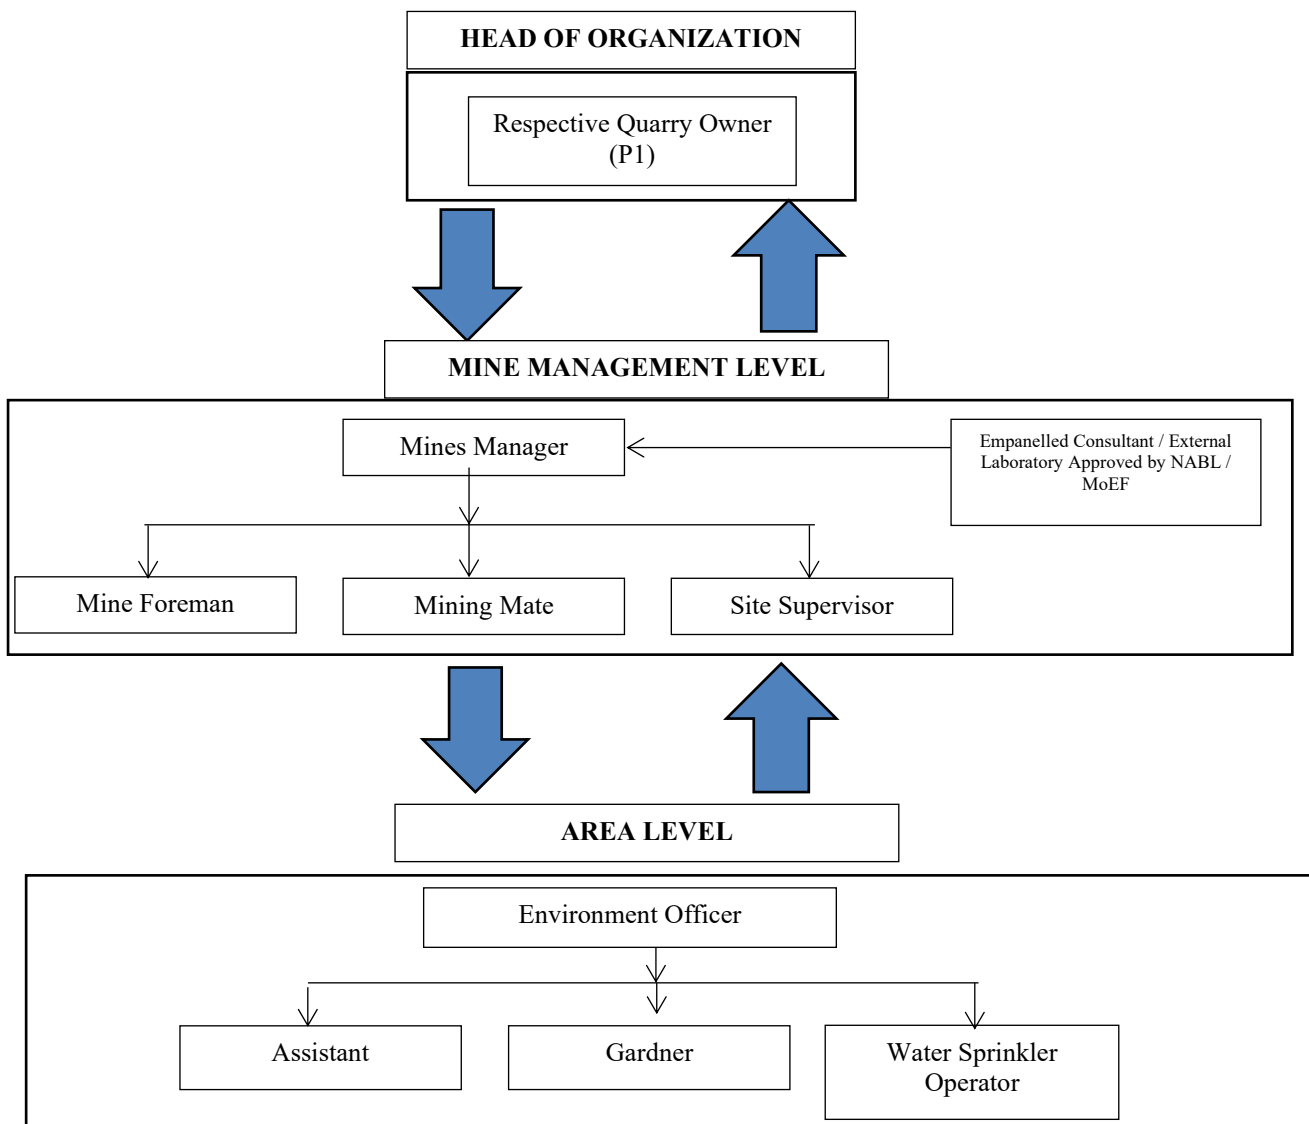 HEAD OF ORGANIZATION
Respective Quarry Owner
(P1)
MINE MANAGEMENT LEVEL
Mines Manager
Empanelled Consultant / External
Laboratory Approved by NABL /
MoEF
Mine Foreman
Mining Mate
Site Supervisor
AREA LEVEL
Environment Officer
Assistant
Gardner
Water Sprinkler
Operator